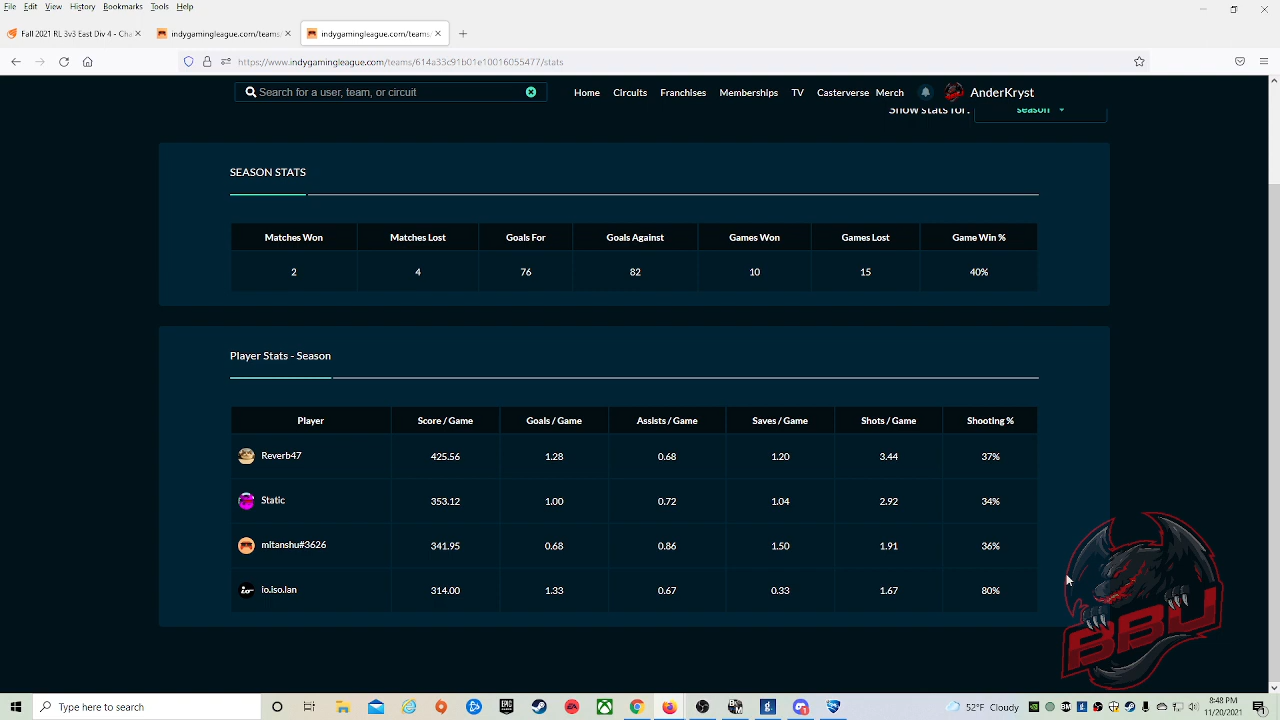 File Edit View History Bookmarks Tools Help
Fall 2021 RL 3v3 East Div 4 - Cha
indygamingleague.com/teams/
indygamingleague.com/teams/
https://www.indygamingleague.com/teams/614a33c91b01e10016055477/stats
Search for a user, team, or circuit
Home Circuits Franchises Memberships TV Casterverse Merch AnderKryst
Show stats for: season
SEASON STATS
Matches Won Matches Lost Goals For Goals Against Games Won Games Lost Game Win %
2 4 76 82 10 15 40%
Player Stats - Season
Player Score / Game Goals / Game Assists / Game Saves / Game Shots / Game Shooting %
Reverb47 425.56 1.28 0.68 1.20 3.44 37%
Static 353.12 1.00 0.72 1.04 2.92 34%
mitanshu#3626 341.95 0.68 0.86 1.50 1.91 36%
io.iso.lan 314.00 1.33 0.67 0.33 1.67 80%
BBU
Type here to search
52°F Cloudy
8:48 PM
11/20/2021